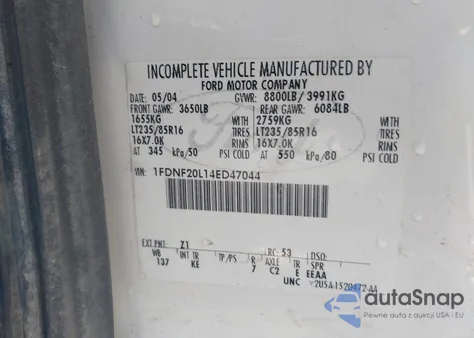 INCOMPLETE VEHICLE MANUFACTURED BY
FORD MOTOR COMPANY
DATE: 05/04 GVWR: 8800LB/ 3991KG
FRONT GAWR: 3650LB REAR GAWR: 6084LB
1655KG WITH 2759KG WITH
LT235/85R16 TIRES LT235/85R16 TIRES
16X7.0K RIMS 16X7.0K RIMS
AT 345 kPa/50 PSI COLD AT 550 kPa/80 PSI COLD
VIN: 1FDNF20L14ED47044
EXT PNT: Z1 RC: 53 DSO:
WB INT TR TP/PS R AXLE TR SPR
137 KE 7 C2 E EEAA
UNC 2U5A-1520472-AA
autaSnap
Pewne auta z aukcji USA - EU